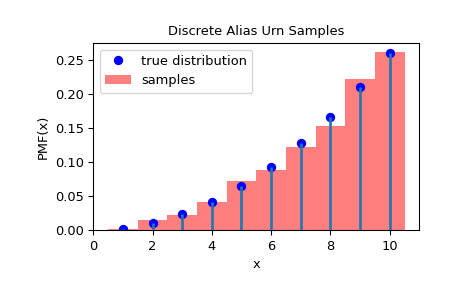 Discrete Alias Urn Samples
true distribution
samples
PMF(x)
0.25
0.20
0.15
0.10
0.05
0.00
0 2 4 6 8 10
x